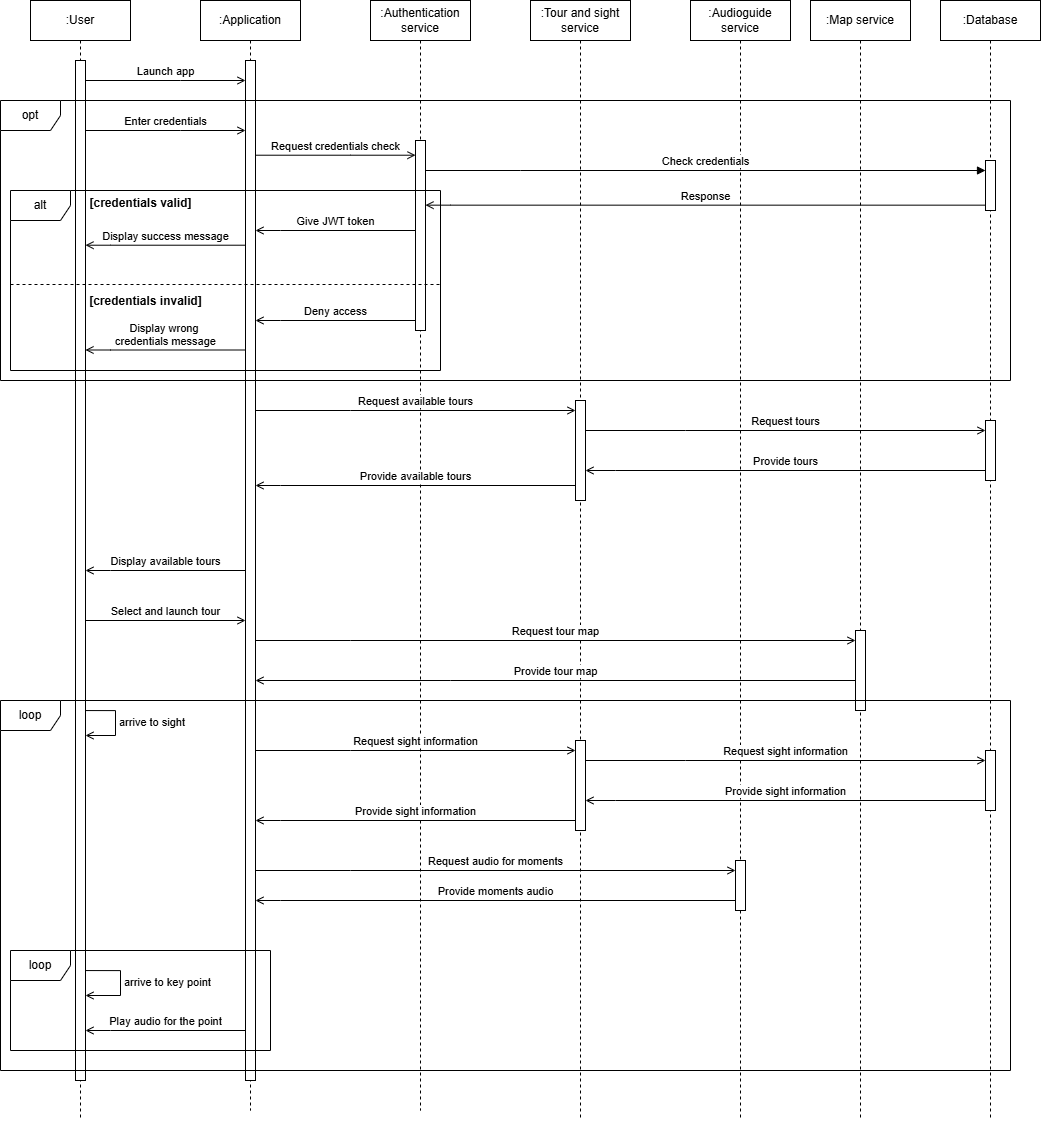 :User
:Application
:Authentication
service
:Tour and sight
service
:Audioguide
service
:Map service
:Database
Launch app
opt
Enter credentials
Request credentials check
Check credentials
alt
[credentials valid]
Response
Give JWT token
Display success message
[credentials invalid]
Deny access
Display wrong
credentials message
Request available tours
Request tours
Provide tours
Provide available tours
Display available tours
Select and launch tour
Request tour map
Provide tour map
loop
arrive to sight
Request sight information
Request sight information
Provide sight information
Provide sight information
Request audio for moments
Provide moments audio
loop
arrive to key point
Play audio for the point